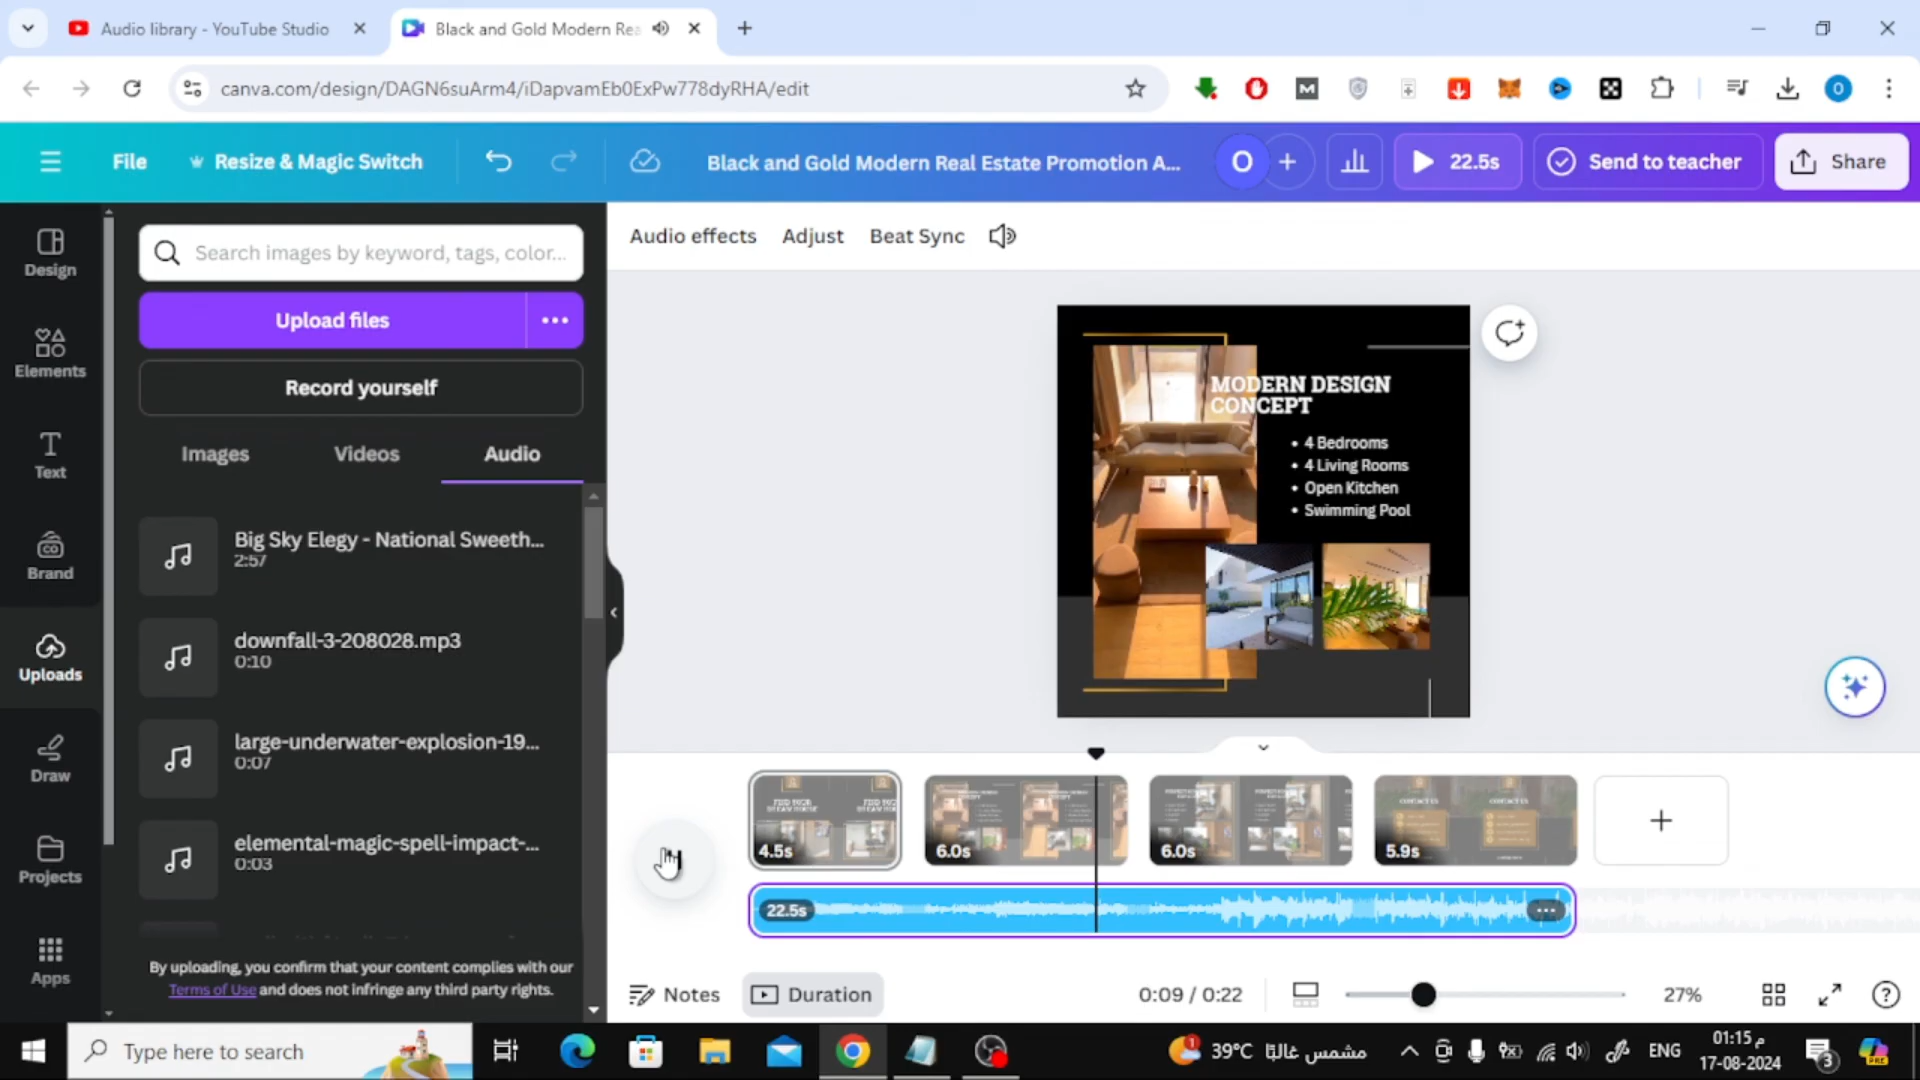 Audio library - YouTube Studio
Black and Gold Modern Rea
canva.com/design/DAGN6suArm4/iDapvamEb0ExPw778dyRHA/edit
File
Resize & Magic Switch
Black and Gold Modern Real Estate Promotion A...
O
22.5s
Send to teacher
Share
Design
Elements
Text
Brand
Uploads
Draw
Projects
Apps
Search images by keyword, tags, color...
Upload files
Record yourself
Images
Videos
Audio
Big Sky Elegy - National Sweeth...
2:57
downfall-3-208028.mp3
0:10
large-underwater-explosion-19...
0:07
elemental-magic-spell-impact-...
0:03
By uploading, you confirm that your content complies with our
Terms of Use and does not infringe any third party rights.
Audio effects
Adjust
Beat Sync
MODERN DESIGN
CONCEPT
• 4 Bedrooms
• 4 Living Rooms
• Open Kitchen
• Swimming Pool
4.5s
6.0s
6.0s
5.9s
22.5s
Notes
Duration
0:09 / 0:22
27%
Type here to search
39°C مشمس غالبًا
ENG
01:15 م
17-08-2024
3